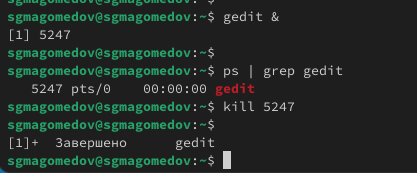 sgmagomedov@sgmagomedov:~$ gedit &
[1] 5247
sgmagomedov@sgmagomedov:~$
sgmagomedov@sgmagomedov:~$ ps | grep gedit
   5247 pts/0    00:00:00 gedit
sgmagomedov@sgmagomedov:~$ kill 5247
sgmagomedov@sgmagomedov:~$
[1]+  Завершено      gedit
sgmagomedov@sgmagomedov:~$